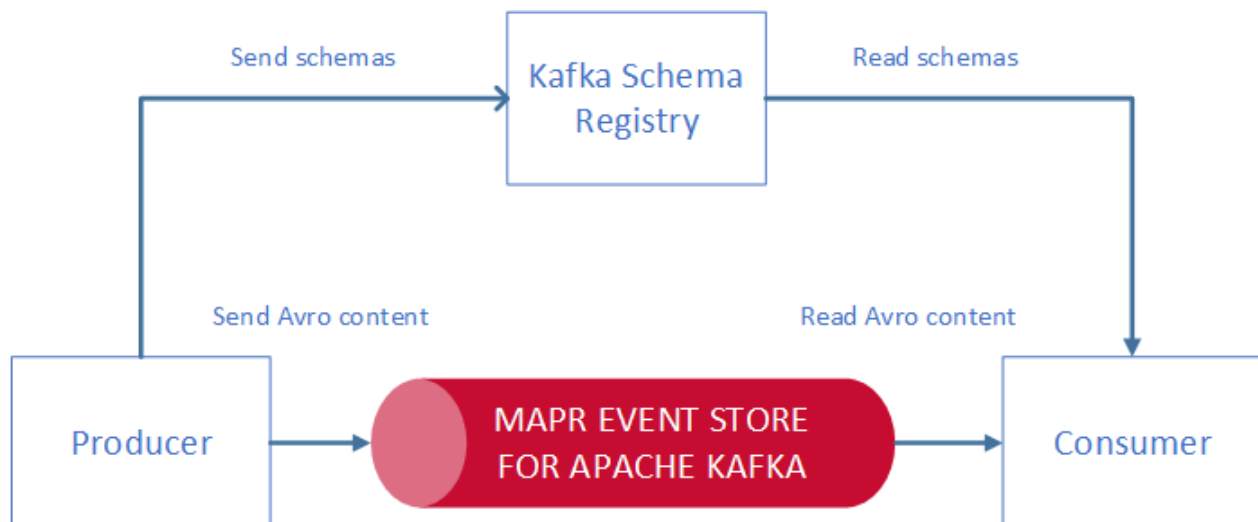 Send schemas
Kafka Schema
Registry
Read schemas
Send Avro content
Read Avro content
Producer
MAPR EVENT STORE
FOR APACHE KAFKA
Consumer